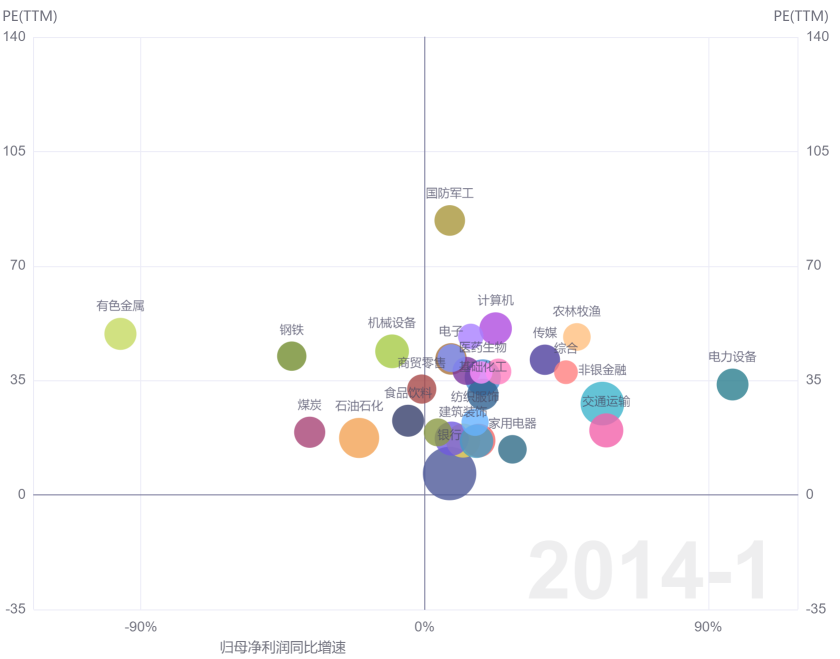 PE(TTM)
PE(TTM)
140
140
105
105
国防军工
70
70
有色金属
计算机
农林牧渔
机械设备
钢铁
电子
传媒
医药生物
综合
电力设备
商贸零售
基础化工
非银金融
35
35
食品饮料
纺织服饰
交通运输
煤炭
石油石化
建筑装饰
家用电器
银行
0
0
2014-1
-35
-35
-90%
0%
90%
归母净利润同比增速